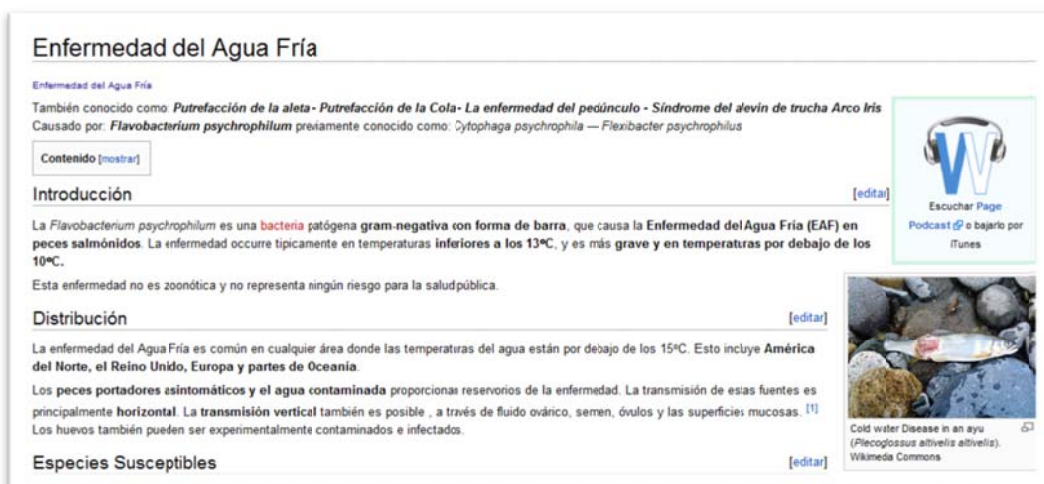 Enfermedad del Agua Fría
Enfermedad del Agua Fría
También conocido como: Putrefacción de la aleta- Putrefacción de la Cola- La enfermedad del pedúnculo - Síndrome del alevin de trucha Arco Iris
Causado por: Flavobacterium psychrophilum previamente conocido como: Cytophaga psychrophila — Flexibacter psychrophilus
Contenido [mostrar]
Introducción [editar]
La Flavobacterium psychrophilum es una bacteria patógena gram-negativa con forma de barra, que causa la Enfermedad del Agua Fría (EAF) en
peces salmónidos. La enfermedad occurre tipicamente en temperaturas inferiores a los 13ºC, y es más grave y en temperaturas por debajo de los
10ºC.
Esta enfermedad no es zoonótica y no representa ningún riesgo para la salud pública.
Escuchar Page
Podcast o bajarlo por
iTunes
Distribución [editar]
La enfermedad del Agua Fría es común en cualquier área donde las temperaturas del agua están por debajo de los 15ºC. Esto incluye América
del Norte, el Reino Unido, Europa y partes de Oceanía.
Los peces portadores asintomáticos y el agua contaminada proporcionan reservorios de la enfermedad. La transmisión de estas fuentes es
principalmente horizontal. La transmisión vertical también es posible , a través de fluido ovárico, semen, óvulos y las superficies mucosas. [1]
Los huevos también pueden ser experimentalmente contaminados e infectados.
Cold water Disease in an ayu
(Plecoglossus altivelis altivelis).
Wikimedia Commons
Especies Susceptibles [editar]